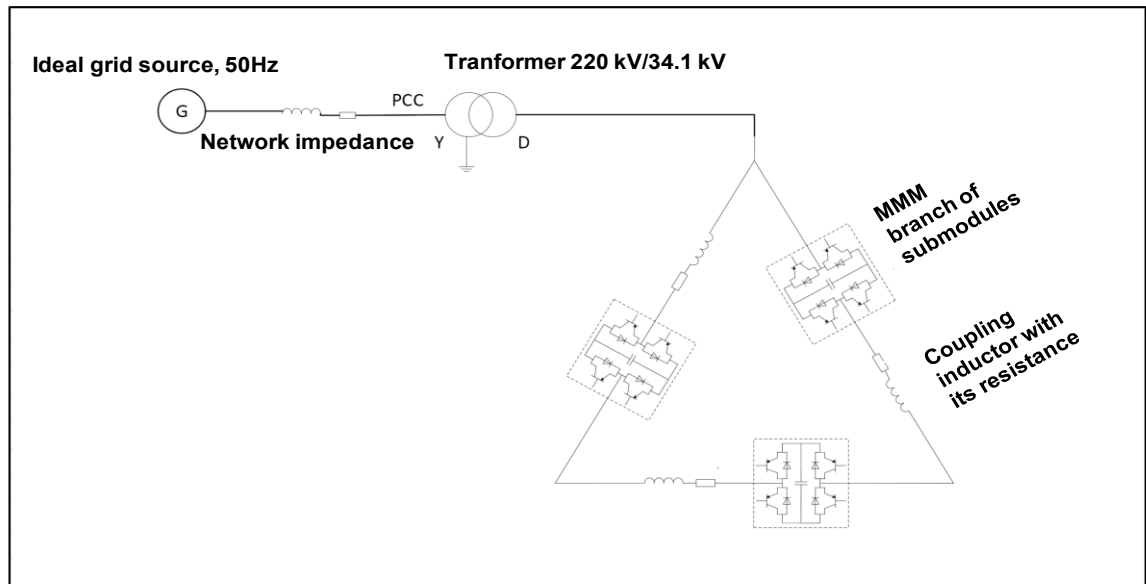 Ideal grid source, 50Hz
Tranformer 220 kV/34.1 kV
G
PCC
Network impedance
Y
D
MMM
branch of
submodules
Coupling
inductor with
its resistance